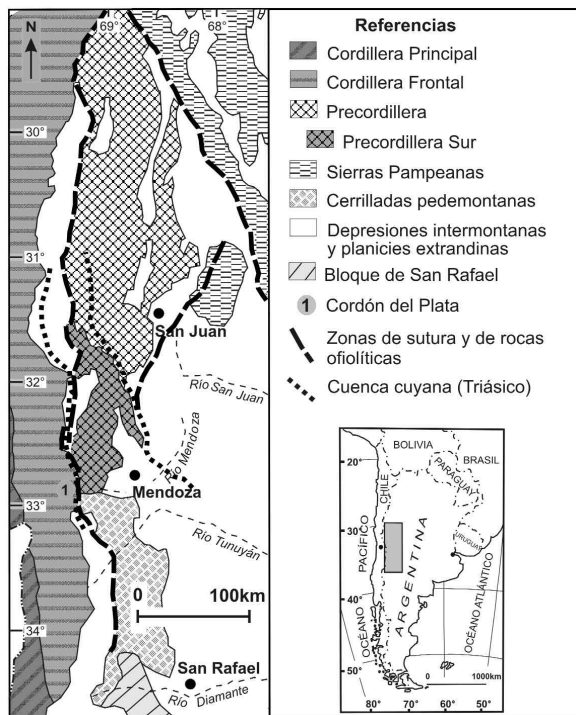 69°
68°
N
30°
31°
San Juan
32°
Río San Juan
Río Mendoza
1
Mendoza
33°
Río Tunuyán
0
100km
34°
San Rafael
Río Diamante
Referencias
Cordillera Principal
Cordillera Frontal
Precordillera
Precordillera Sur
Sierras Pampeanas
Cerrilladas pedemontanas
Depresiones intermontanas
y planicies extrandinas
Bloque de San Rafael
1 Cordón del Plata
Zonas de sutura y de rocas
ofiolíticas
Cuenca cuyana (Triásico)
BOLIVIA
BRASIL
PARAGUAY
CHILE
URUGUAY
ARGENTINA
OCÉANO PACÍFICO
OCÉANO ATLÁNTICO
20°
30°
40°
50°
0 1000km
80° 70° 60° 50°